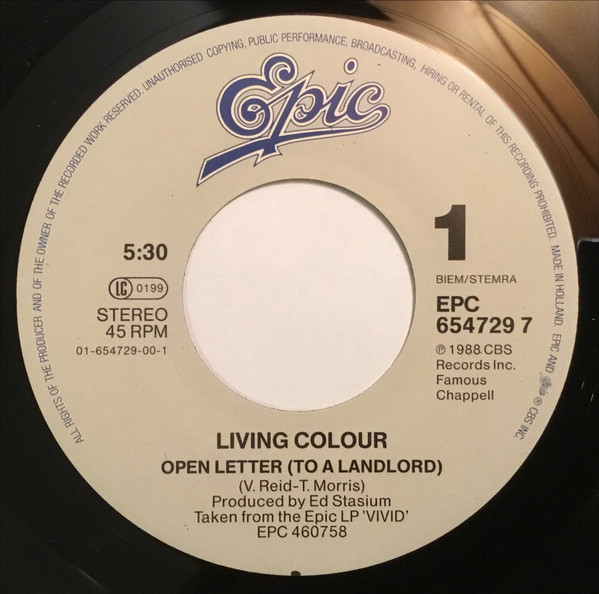 ALL RIGHTS OF THE PRODUCER AND OF THE OWNER OF THE RECORDED WORK RESERVED. UNAUTHORISED COPYING, PUBLIC PERFORMANCE, BROADCASTING, HIRING OR RENTAL OF THIS RECORDING PROHIBITED. MADE IN HOLLAND. EPIC AND Epic ® CBS INC.
Epic
5:30
LC 0199
STEREO
45 RPM
01-654729-00-1
1
BIEM/STEMRA
EPC
654729 7
℗ 1988 CBS
Records Inc.
Famous
Chappell
LIVING COLOUR
OPEN LETTER (TO A LANDLORD)
(V. Reid-T. Morris)
Produced by Ed Stasium
Taken from the Epic LP 'VIVID'
EPC 460758